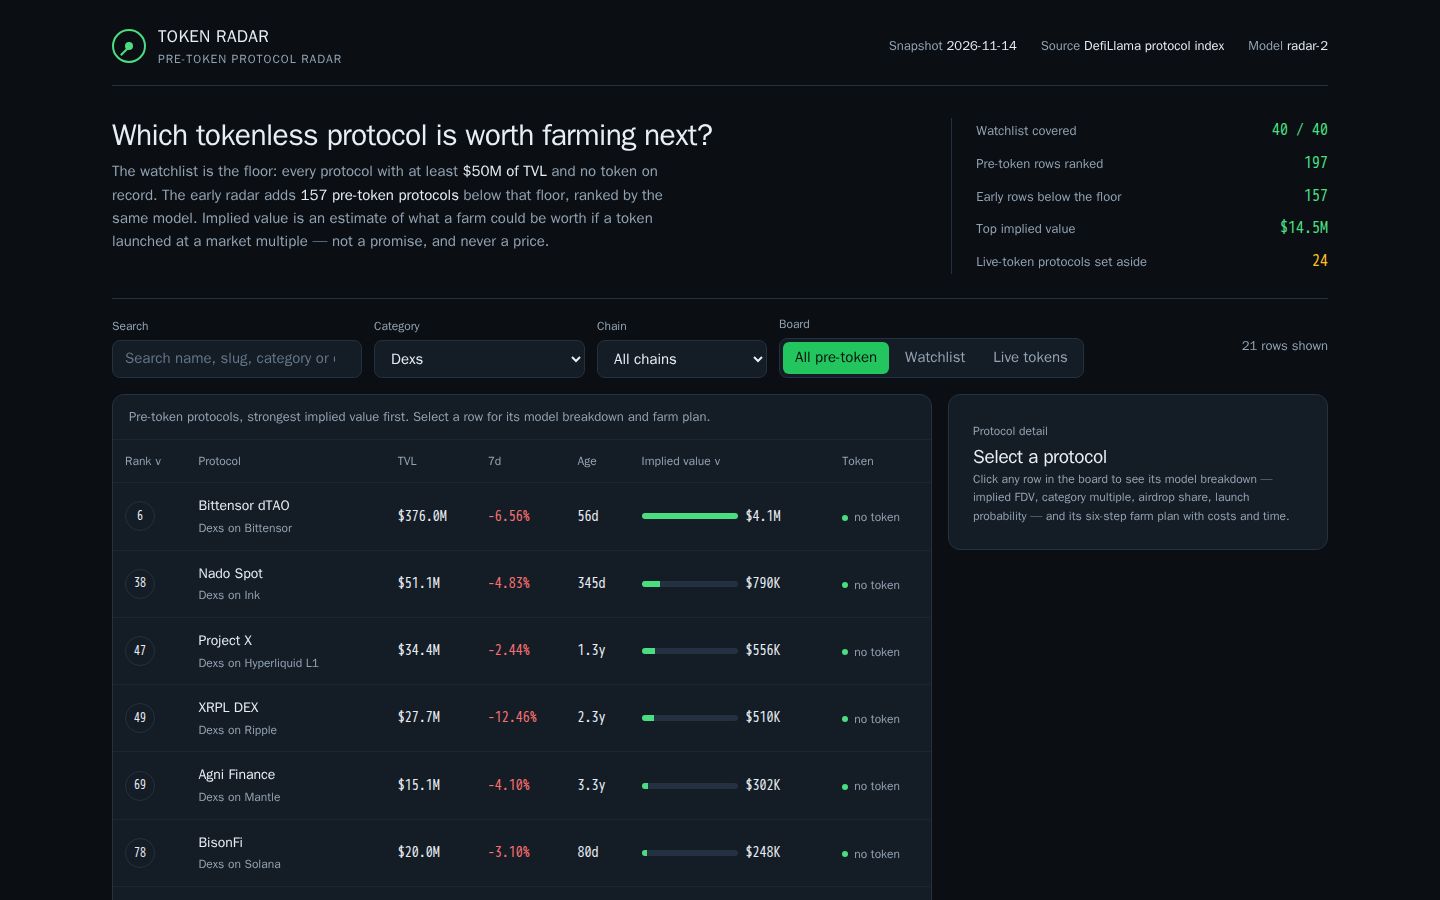 TOKEN RADAR
PRE-TOKEN PROTOCOL RADAR
Snapshot 2026-11-14 Source DefiLlama protocol index Model radar-2
Which tokenless protocol is worth farming next?
The watchlist is the floor: every protocol with at least $50M of TVL and no token on
record. The early radar adds 157 pre-token protocols below that floor, ranked by the
same model. Implied value is an estimate of what a farm could be worth if a token
launched at a market multiple — not a promise, and never a price.
Watchlist covered 40 / 40
Pre-token rows ranked 197
Early rows below the floor 157
Top implied value $14.5M
Live-token protocols set aside 24
Search Category Chain Board
Search name, slug, category or Dexs All chains All pre-token Watchlist Live tokens 21 rows shown
Pre-token protocols, strongest implied value first. Select a row for its model breakdown and farm plan.
Rank v Protocol TVL 7d Age Implied value v Token
6 Bittensor dTAO $376.0M -6.56% 56d $4.1M no token
Dexs on Bittensor
38 Nado Spot $51.1M -4.83% 345d $790K no token
Dexs on Ink
47 Project X $34.4M -2.44% 1.3y $556K no token
Dexs on Hyperliquid L1
49 XRPL DEX $27.7M -12.46% 2.3y $510K no token
Dexs on Ripple
69 Agni Finance $15.1M -4.10% 3.3y $302K no token
Dexs on Mantle
78 BisonFi $20.0M -3.10% 80d $248K no token
Dexs on Solana
Protocol detail
Select a protocol
Click any row in the board to see its model breakdown —
implied FDV, category multiple, airdrop share, launch
probability — and its six-step farm plan with costs and time.